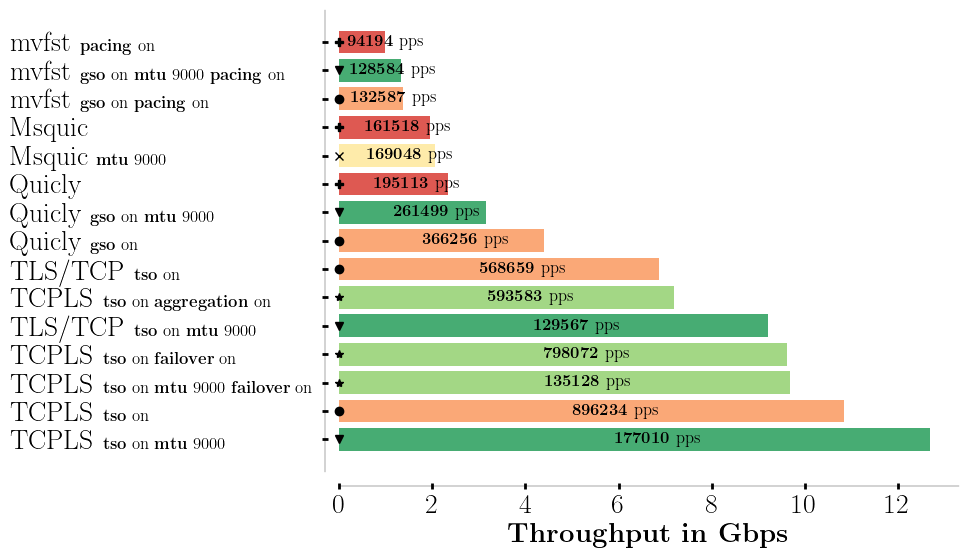 mvfst pacing on 94194 pps
mvfst gso on mtu 9000 pacing on 128584 pps
mvfst gso on pacing on 132587 pps
Msquic 161518 pps
Msquic mtu 9000 169048 pps
Quicly 195113 pps
Quicly gso on mtu 9000 261499 pps
Quicly gso on 366256 pps
TLS/TCP tso on 568659 pps
TCPLS tso on aggregation on 593583 pps
TLS/TCP tso on mtu 9000 129567 pps
TCPLS tso on failover on 798072 pps
TCPLS tso on mtu 9000 failover on 135128 pps
TCPLS tso on 896234 pps
TCPLS tso on mtu 9000 177010 pps
0 2 4 6 8 10 12
Throughput in Gbps